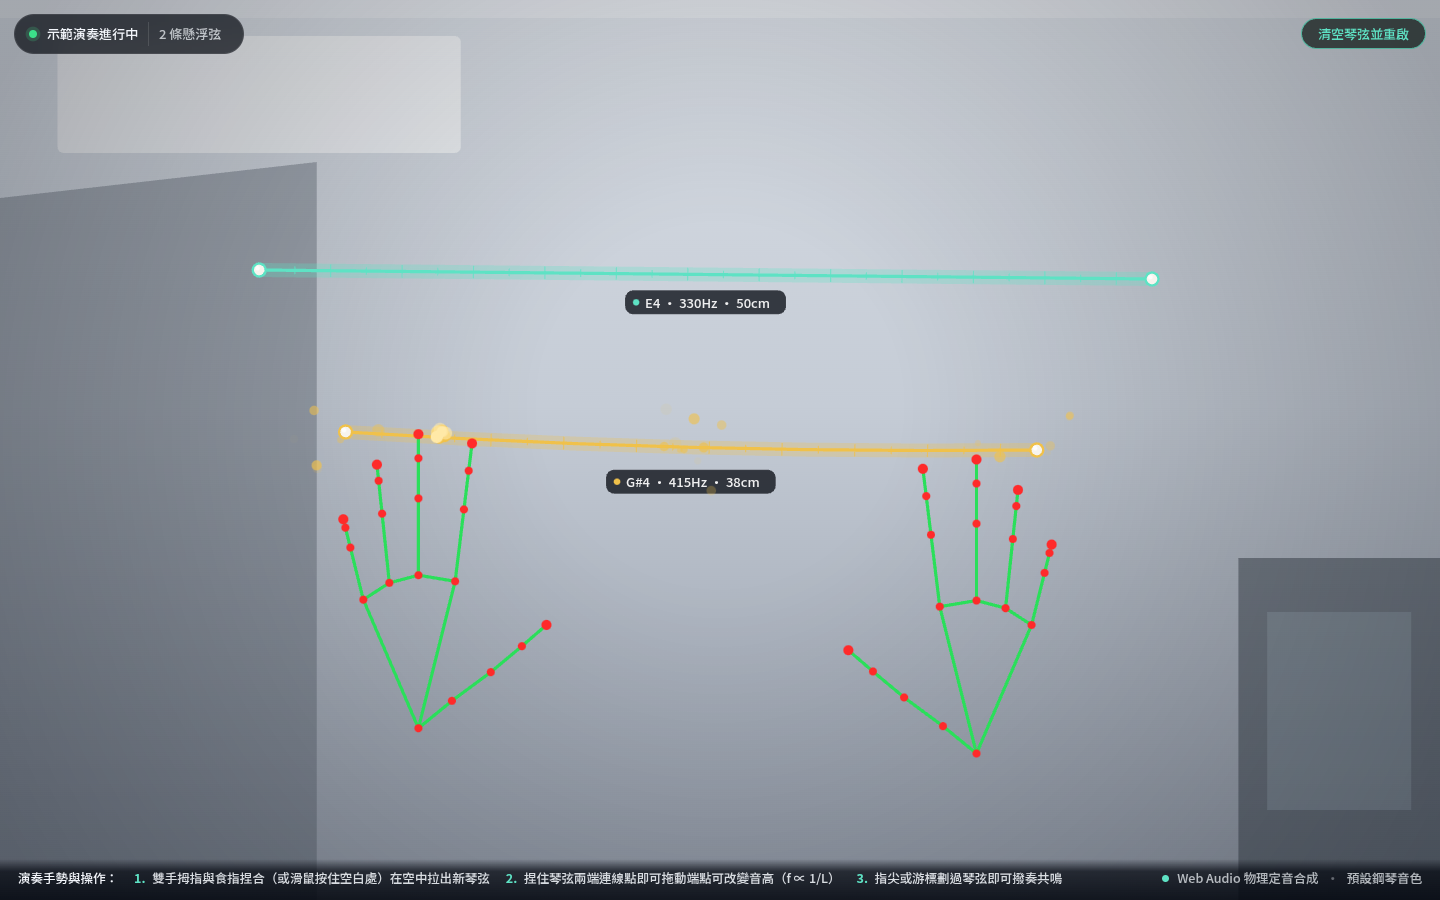 示範演奏進行中 2 條懸浮弦
清空琴弦並重啟
E4 • 330Hz • 50cm
G#4 • 415Hz • 38cm
演奏手勢與操作： 1. 雙手拇指與食指捏合（或滑鼠按住空白處）在空中拉出新琴弦 2. 捏住琴弦兩端連線點即可拖動端點可改變音高（f ∝ 1/L） 3. 指尖或游標劃過琴弦即可撥奏共鳴
Web Audio 物理定音合成 • 預設鋼琴音色